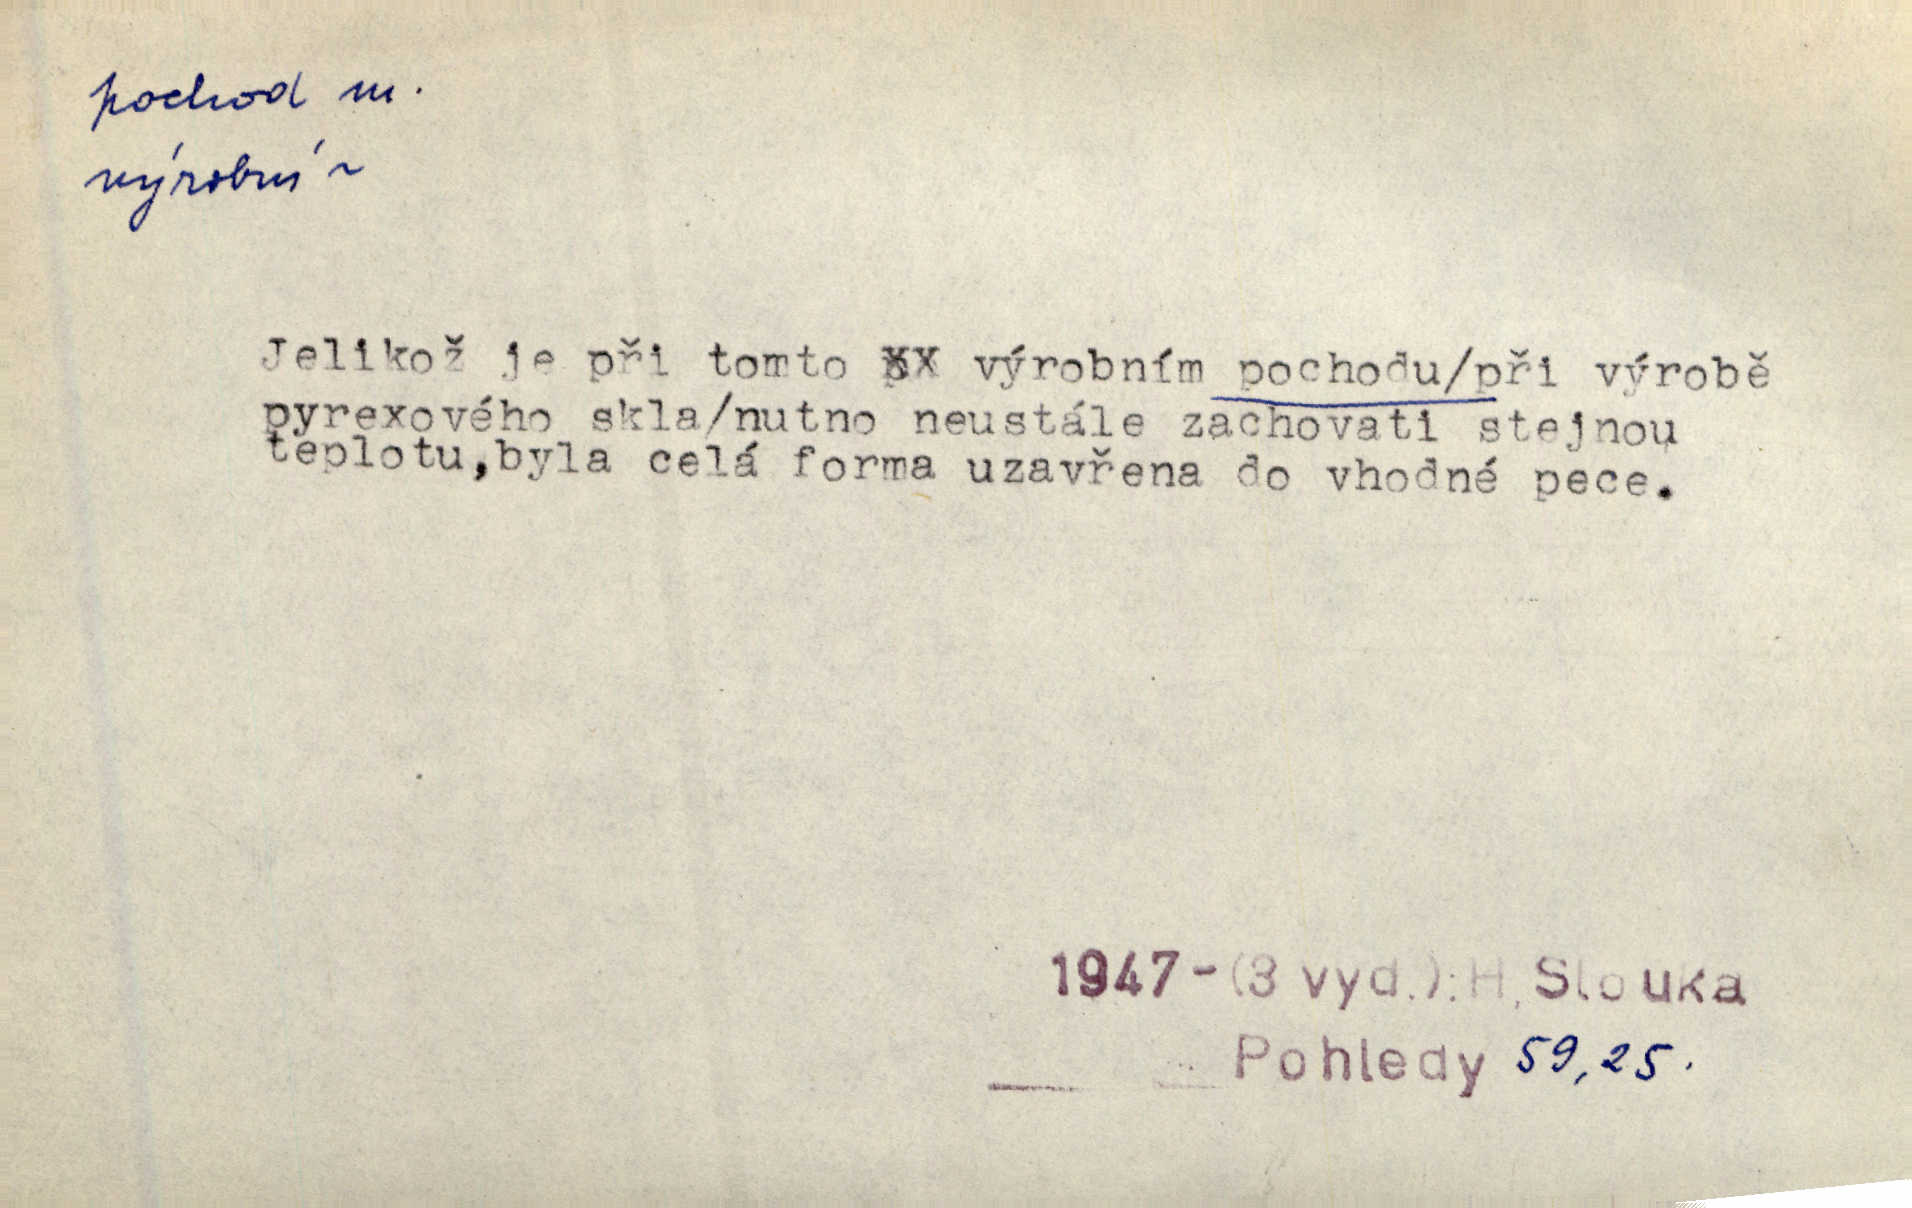 pochod m.
výrobní ~
Jelikož je při tomto XX výrobním pochodu/při výrobě
pyrexového skla/nutno neustále zachovati stejnou
teplotu,byla celá forma uzavřena do vhodné pece.
1947-(3 vyd.): H. Slouka
Pohledy 59,25.